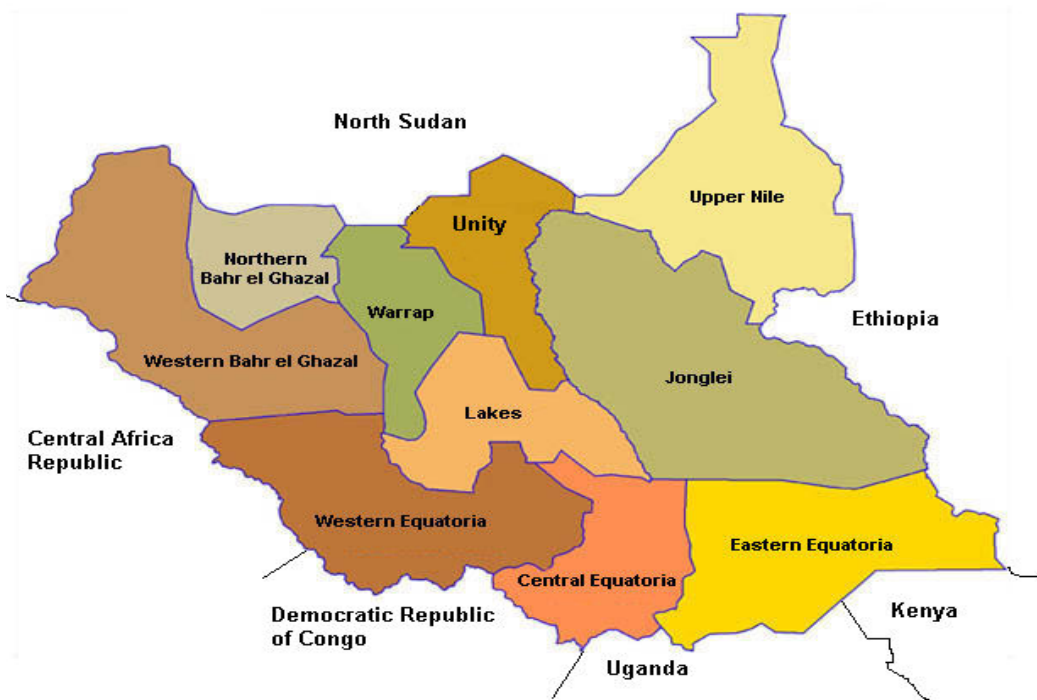 North Sudan
Upper Nile
Unity
Northern
Bahr el Ghazal
Warrap
Ethiopia
Western Bahr el Ghazal
Jonglei
Lakes
Central Africa
Republic
Western Equatoria
Eastern Equatoria
Central Equatoria
Democratic Republic
of Congo
Kenya
Uganda